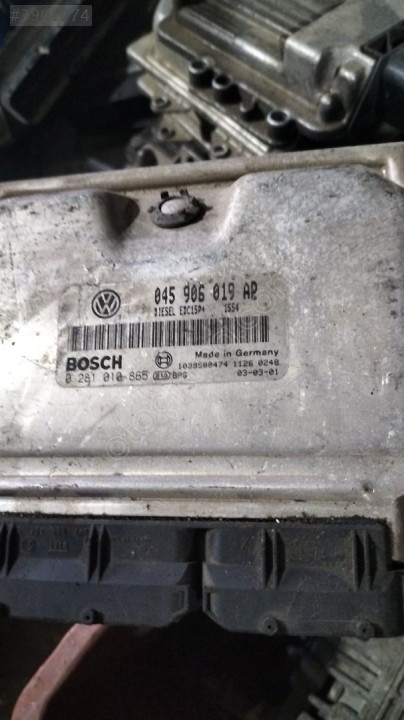 045 906 019 AP
DIESEL EDC15P+ 1554
BOSCH
Made in Germany
0 281 010 865 BPG
1039S00474 1126 0248
03-03-01